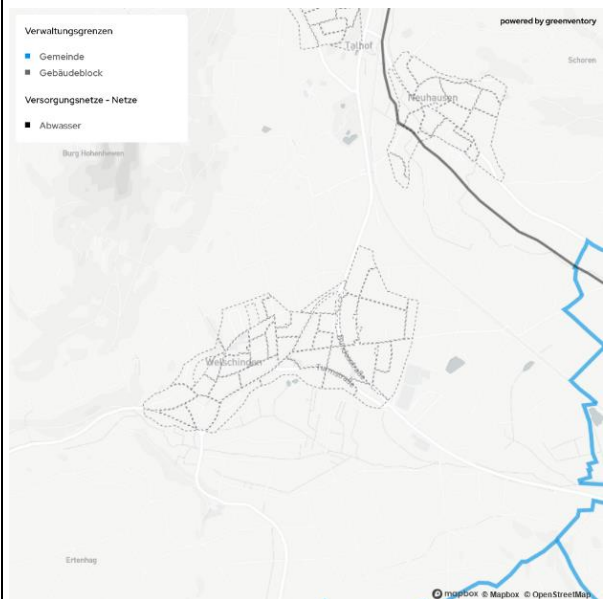 Verwaltungsgrenzen
Gemeinde
Gebäudeblock
Versorgungsnetze - Netze
Abwasser
powered by greenventory
Talhof
Schoren
Neuhausen
Burg Hohenhewen
Welschingen
Turmstraße
Ertenhag
mapbox © Mapbox © OpenStreetMap